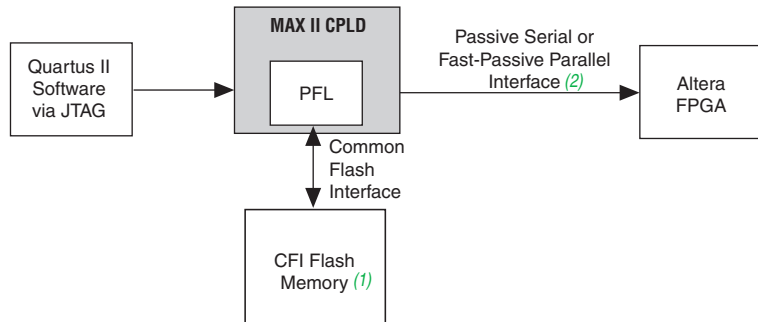 MAX II CPLD
Quartus II
Software
via JTAG
PFL
Passive Serial or
Fast-Passive Parallel
Interface (2)
Altera
FPGA
Common
Flash
Interface
CFI Flash
Memory (1)